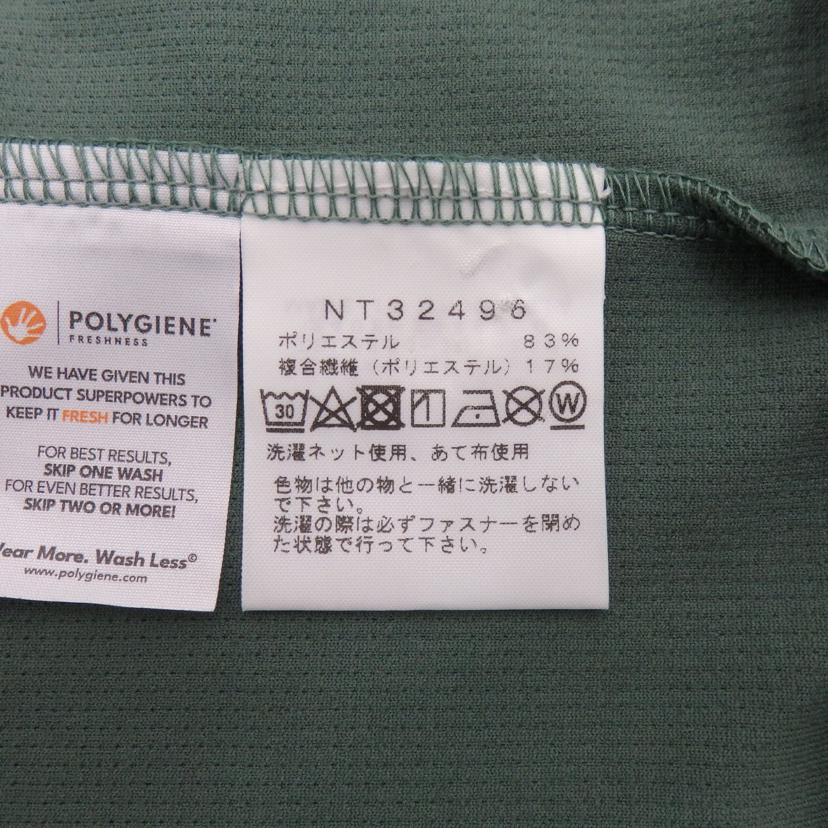 POLYGIENE®
FRESHNESS
WE HAVE GIVEN THIS
PRODUCT SUPERPOWERS TO
KEEP IT FRESH FOR LONGER
FOR BEST RESULTS,
SKIP ONE WASH
FOR EVEN BETTER RESULTS,
SKIP TWO OR MORE!
Wear More. Wash Less©
www.polygiene.com
NT32496
ポリエステル 83%
複合繊維(ポリエステル) 17%
30 W
洗濯ネット使用、あて布使用
色物は他の物と一緒に洗濯しない
で下さい。
洗濯の際は必ずファスナーを閉め
た状態で行って下さい。